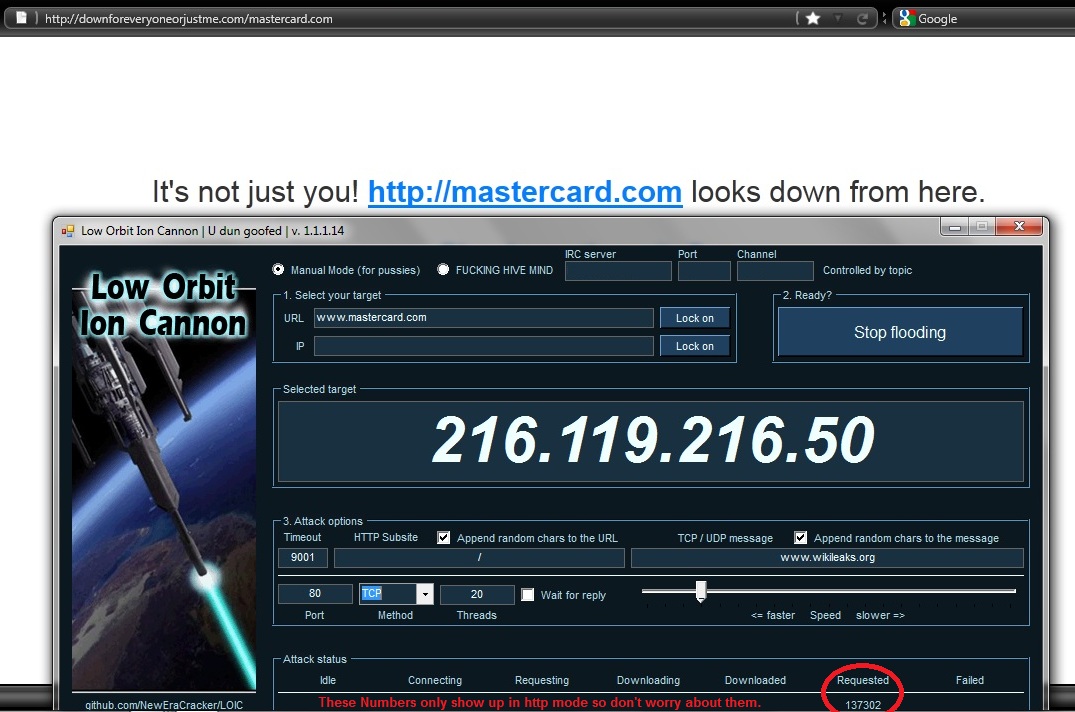 http://downforeveryoneorjustme.com/mastercard.com
Google
It's not just you! http://mastercard.com looks down from here.
Low Orbit Ion Cannon | U dun goofed | v. 1.1.1.14
Low Orbit
Ion Cannon
Manual Mode (for pussies)
FUCKING HIVE MIND
IRC server
Port
Channel
Controlled by topic
1. Select your target
URL
www.mastercard.com
Lock on
IP
Lock on
2. Ready?
Stop flooding
Selected target
216.119.216.50
3. Attack options
Timeout
HTTP Subsite
Append random chars to the URL
TCP / UDP message
Append random chars to the message
9001
/
www.wikileaks.org
80
TCP
20
Wait for reply
Port
Method
Threads
<= faster
Speed
slower =>
Attack status
Idle
Connecting
Requesting
Downloading
Downloaded
Requested
Failed
These Numbers only show up in http mode so don't worry about them.
137302
github.com/NewEraCracker/LOIC